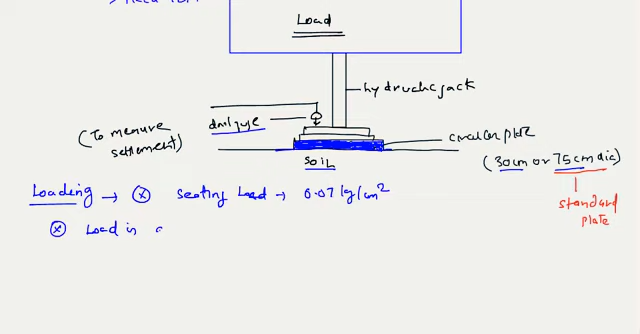 Load
hydraulic jack
dial gauge
(To measure settlement)
circular plate
SOIL
(30cm or 75cm dia)
standard plate
Loading → ⊗ Seating Load → 0.07 kg/cm²
⊗ Load is